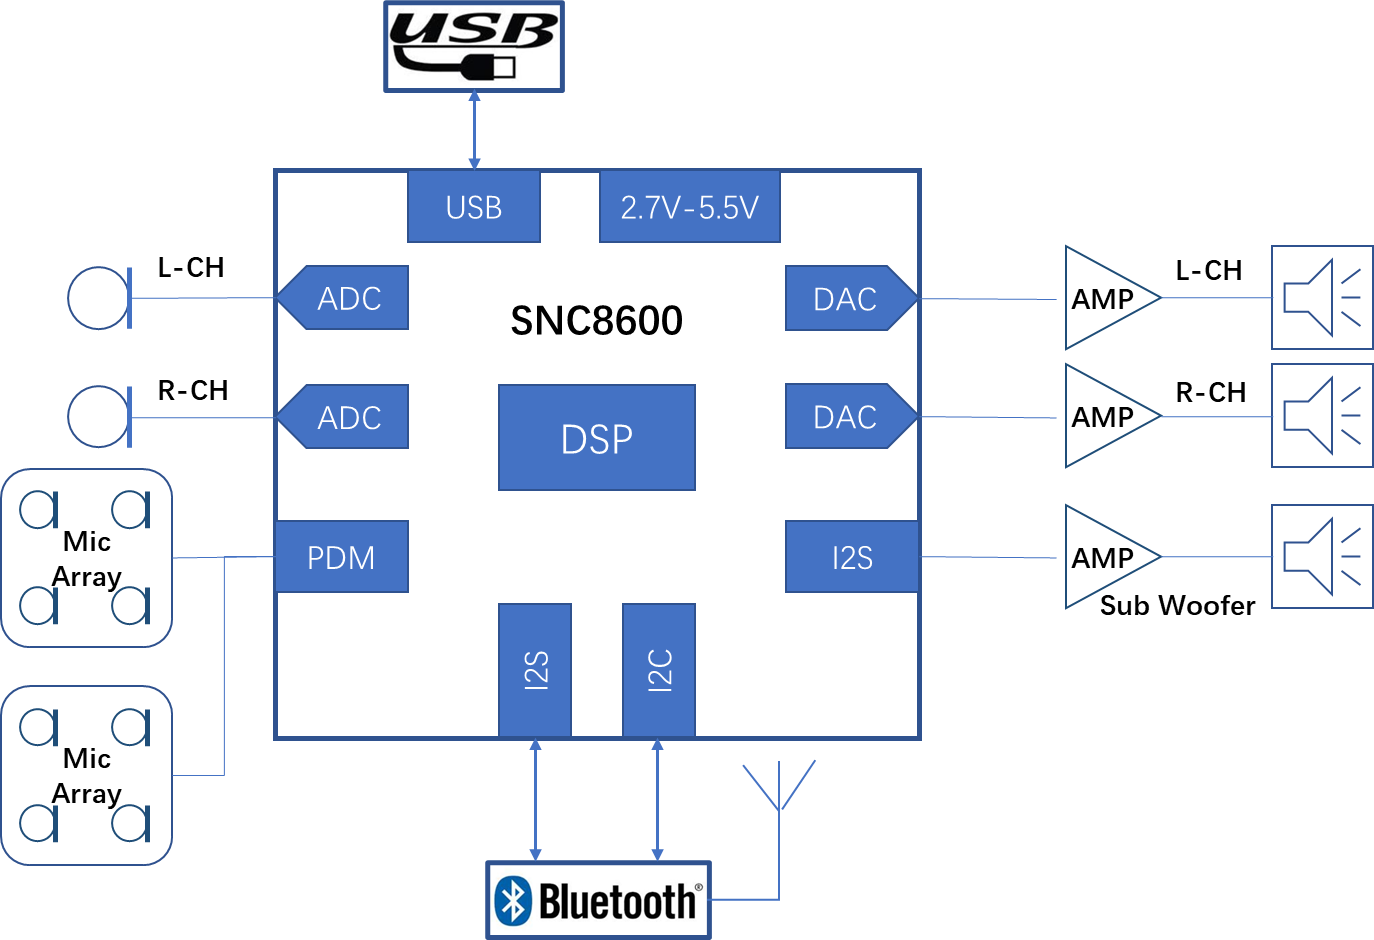 USB
USB
2.7V-5.5V
L-CH
ADC
SNC8600
DAC
AMP
L-CH
R-CH
ADC
DSP
DAC
AMP
R-CH
Mic
Array
PDM
I2S
AMP
Sub Woofer
I2S
I2C
Mic
Array
Bluetooth®